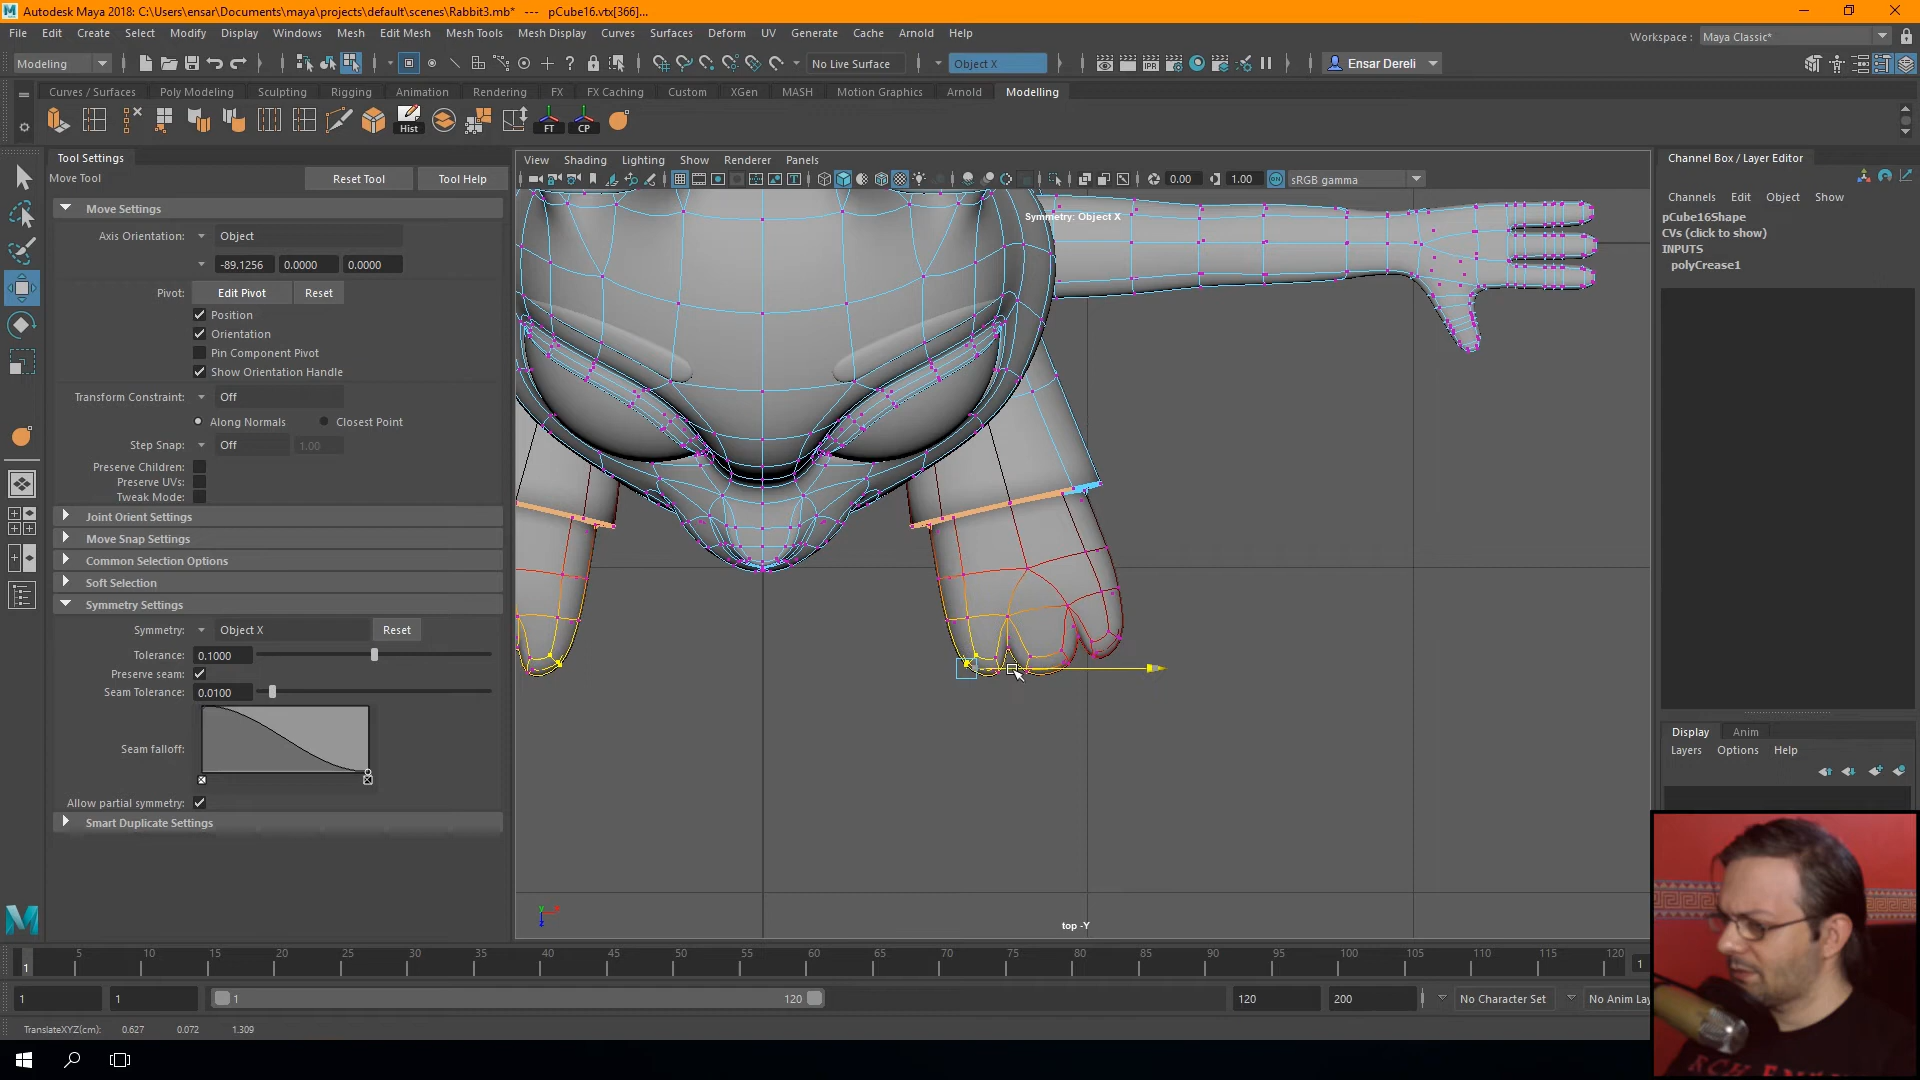 Autodesk Maya 2018: C:\Users\ensar\Documents\maya\projects\default\scenes\Rabbit3.mb* --- pCube16.vtx[366]...
File Edit Create Select Modify Display Windows Mesh Edit Mesh Mesh Tools Mesh Display Curves Surfaces Deform UV Generate Cache Arnold Help
Workspace : Maya Classic*
Modeling No Live Surface Object X Ensar Dereli
Curves / Surfaces Poly Modeling Sculpting Rigging Animation Rendering FX FX Caching Custom XGen MASH Motion Graphics Arnold Modelling
Hist FT CP
Tool Settings
Move Tool Reset Tool Tool Help
Move Settings
Axis Orientation: Object
-89.1256 0.0000 0.0000
Pivot: Edit Pivot Reset
Position
Orientation
Pin Component Pivot
Show Orientation Handle
Transform Constraint: Off
Along Normals Closest Point
Step Snap: Off 1.00
Preserve Children:
Preserve UVs:
Tweak Mode:
Joint Orient Settings
Move Snap Settings
Common Selection Options
Soft Selection
Symmetry Settings
Symmetry: Object X Reset
Tolerance: 0.1000
Preserve seam:
Seam Tolerance: 0.0100
Seam falloff:
Allow partial symmetry:
Smart Duplicate Settings
View Shading Lighting Show Renderer Panels
0.00 1.00 ON sRGB gamma
Symmetry: Object X
top -Y
Channel Box / Layer Editor
Channels Edit Object Show
pCube16Shape
CVs (click to show)
INPUTS
polyCrease1
Display Anim
Layers Options Help
1 5 10 15 20 25 30 35 40 45 50 55 60 65 70 75 80 85 90 95 100 105 110 115 120 1
1 1 1 120 120 200 No Character Set No Anim Lay
TranslateXYZ(cm): 0.627 0.072 1.309